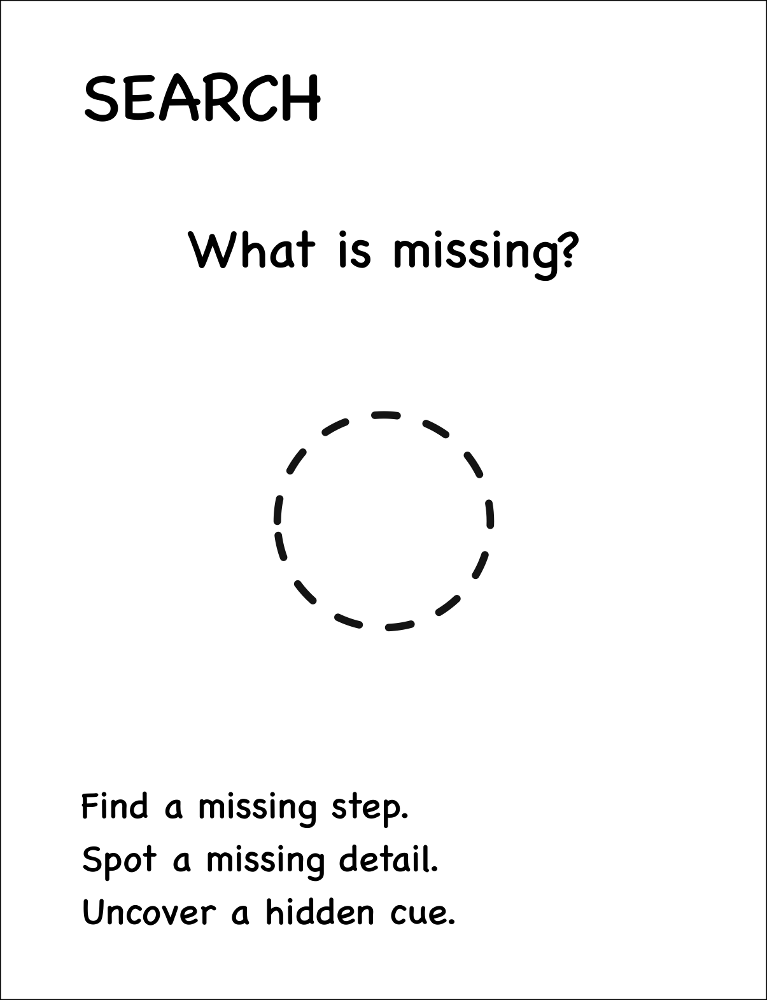 SEARCH
What is missing?
Find a missing step.
Spot a missing detail.
Uncover a hidden cue.